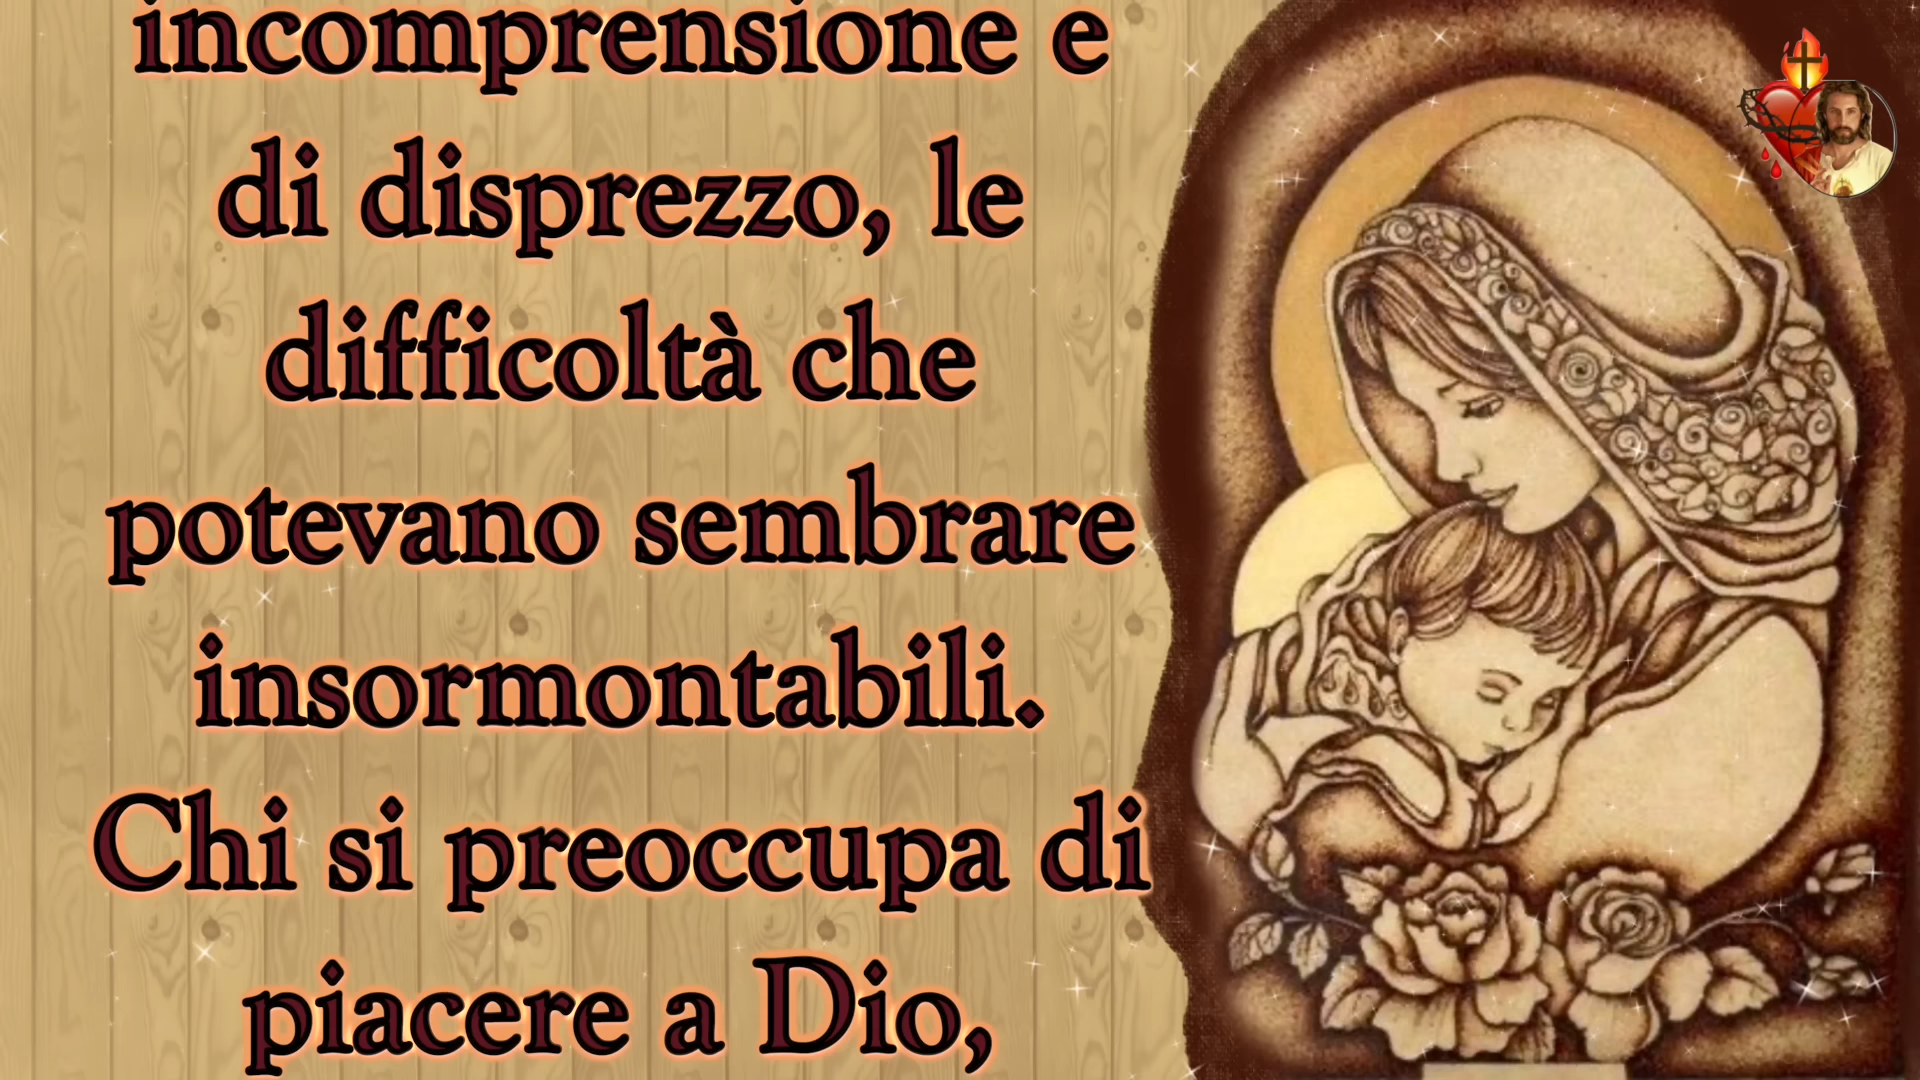 incomprensione e
di disprezzo, le
difficoltà che
potevano sembrare
insormontabili.
Chi si preoccupa di
piacere a Dio,